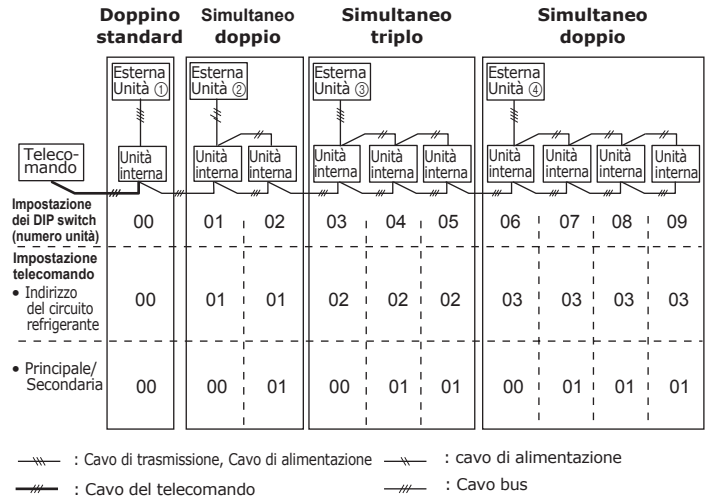 Doppino standard
Simultaneo doppio
Simultaneo triplo
Simultaneo doppio
Esterna Unità ①
Esterna Unità ②
Esterna Unità ③
Esterna Unità ④
Teleco-
mando
Unità interna
Unità interna
Unità interna
Unità interna
Unità interna
Unità interna
Unità interna
Unità interna
Unità interna
Unità interna
Impostazione
dei DIP switch
(numero unità)
00 01 02 03 04 05 06 07 08 09
Impostazione
telecomando
• Indirizzo
del circuito
refrigerante
00 01 01 02 02 02 03 03 03 03
• Principale/
Secondaria
00 00 01 00 01 01 00 01 01 01
: Cavo di trasmissione, Cavo di alimentazione
: cavo di alimentazione
: Cavo del telecomando
: Cavo bus